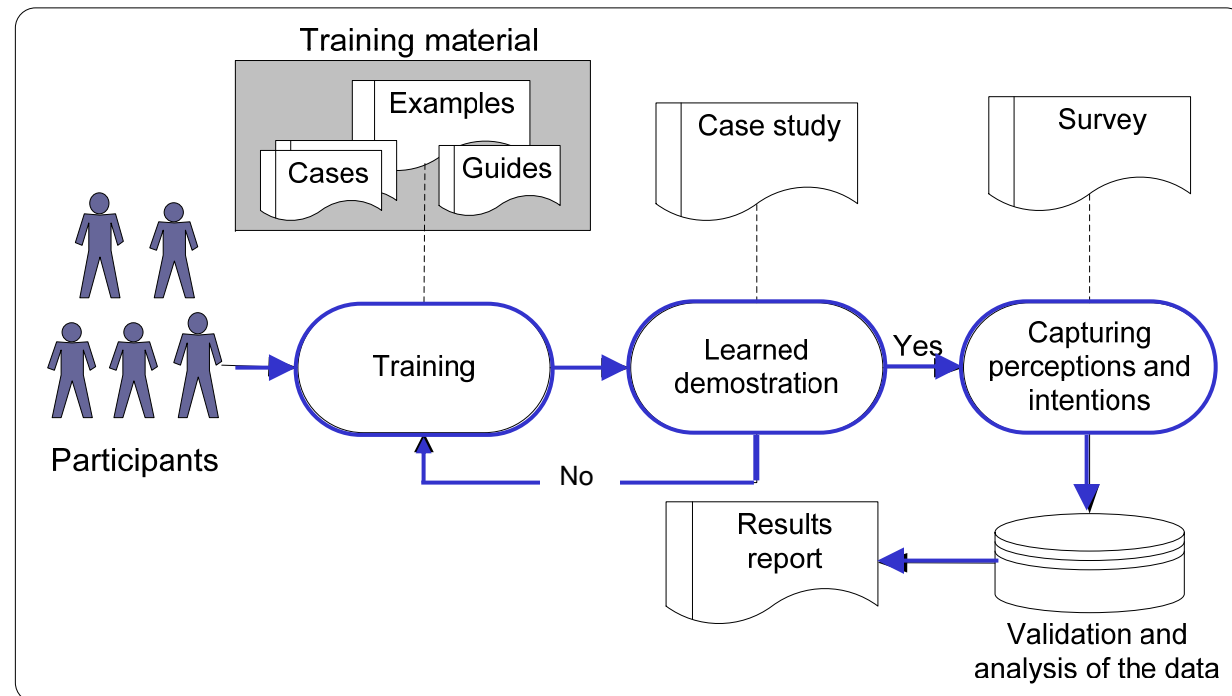 Training material
Examples
Cases
Guides
Case study
Survey
Participants
Training
Learned
demostration
Yes
Capturing
perceptions and
intentions
No
Results
report
Validation and
analysis of the data